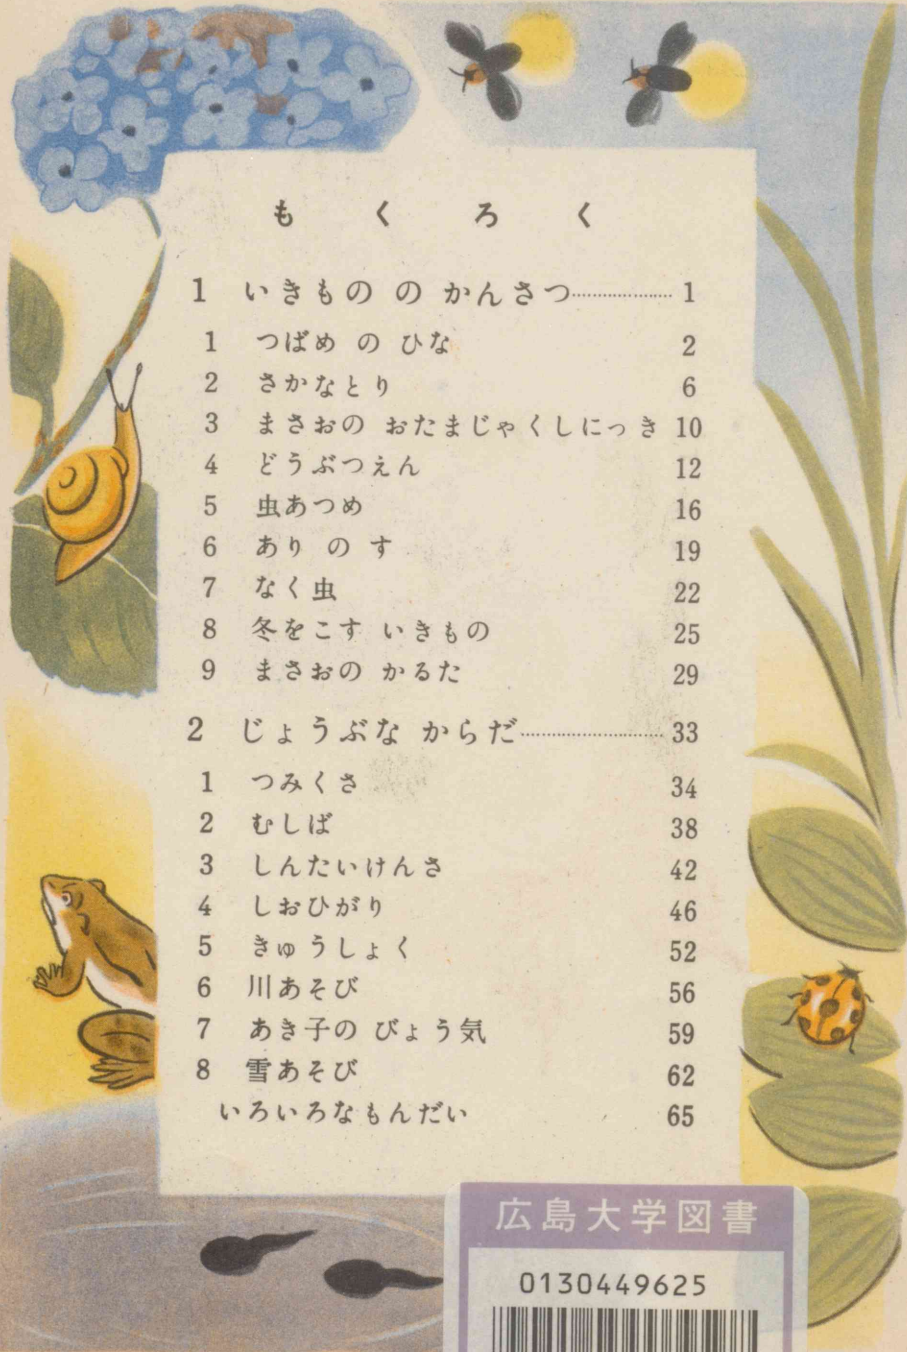 もくろく
1 いきもの の かんさつ………………1
1 つばめ の ひな 2
2 さかなとり 6
3 まさおの おたまじゃくしにっき 10
4 どうぶつえん 12
5 虫あつめ 16
6 あり の す 19
7 なく虫 22
8 冬をこす いきもの 25
9 まさおの かるた 29
2 じょうぶな からだ………………33
1 つみくさ 34
2 むしば 38
3 しんたいけんさ 42
4 しおひがり 46
5 きゅうしょく 52
6 川あそび 56
7 あき子の びょう気 59
8 雪あそび 62
いろいろなもんだい 65
広島大学図書
0130449625